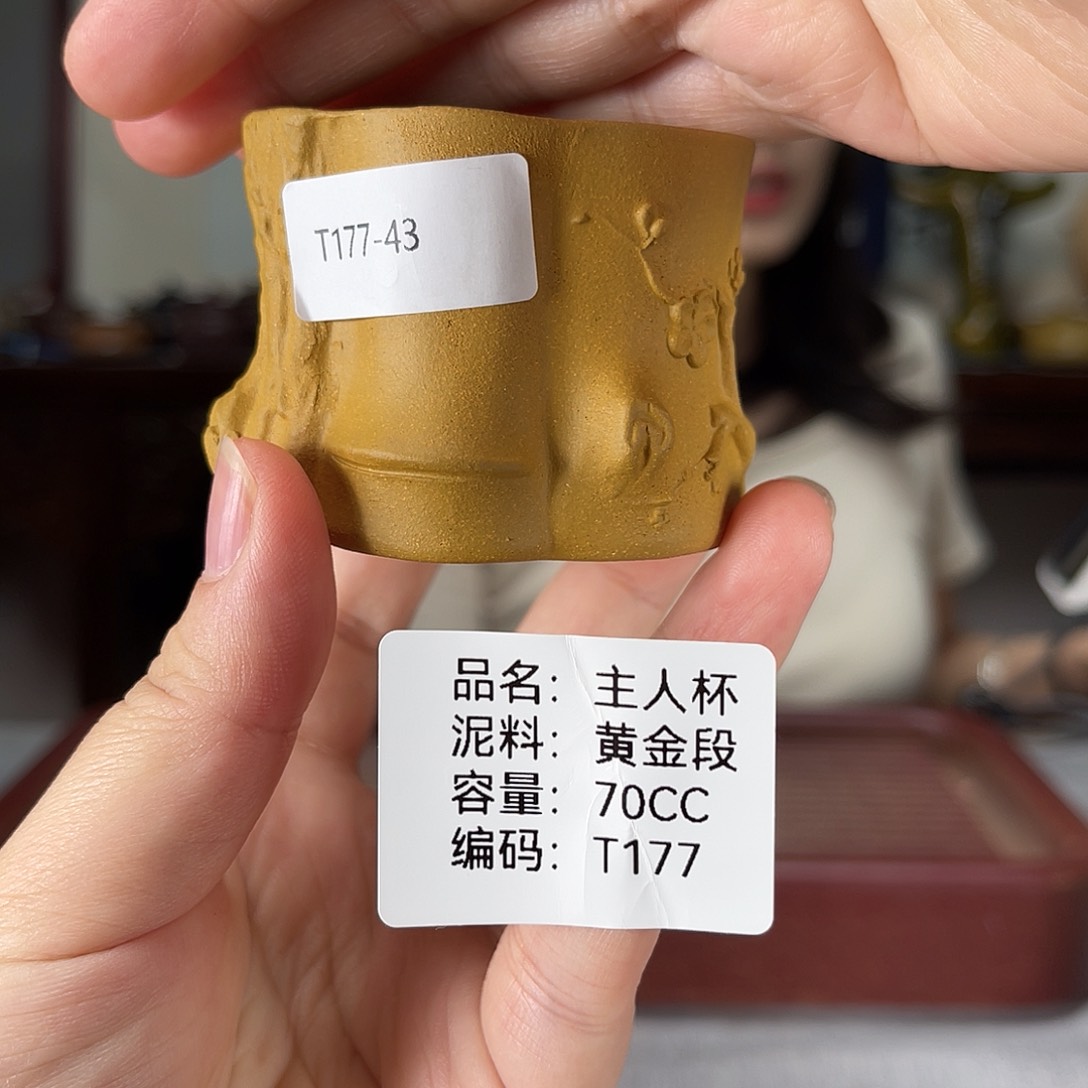 T177-43
品名： 主人杯
泥料： 黄金段
容量： 70CC
编码： T177